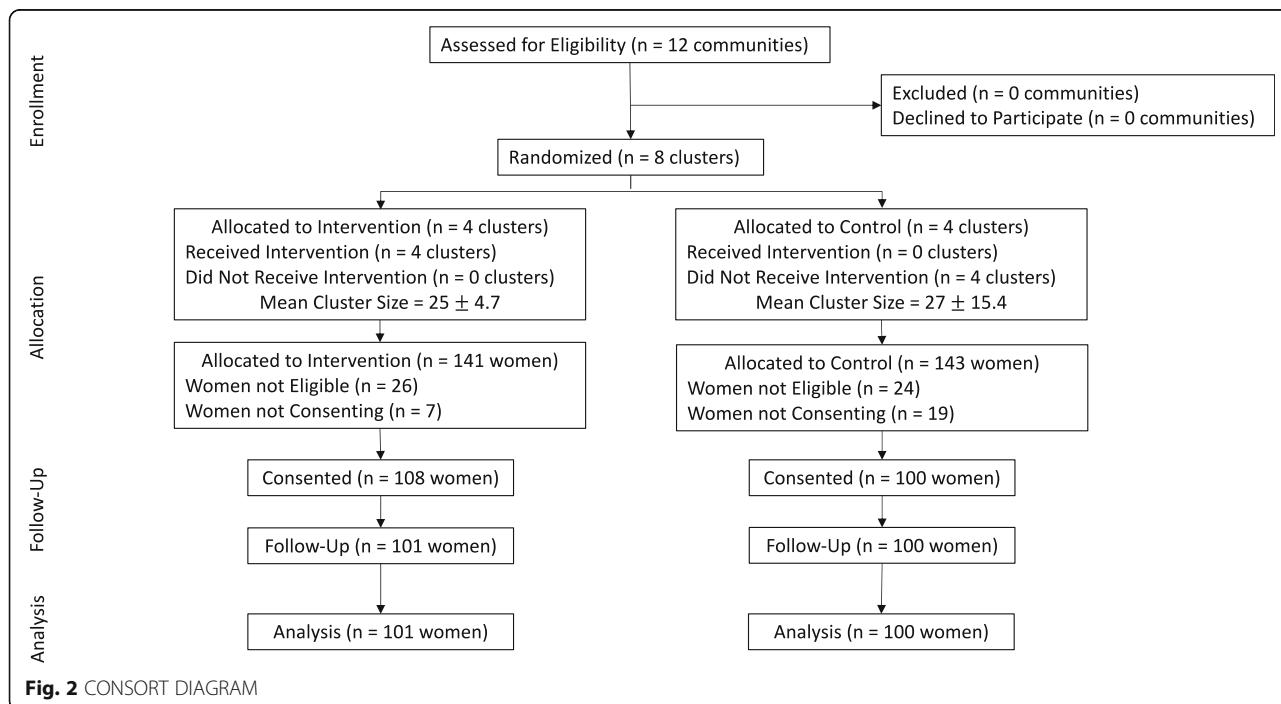 Enrollment
Assessed for Eligibility (n = 12 communities)
Excluded (n = 0 communities)
Declined to Participate (n = 0 communities)
Randomized (n = 8 clusters)
Allocation
Allocated to Intervention (n = 4 clusters)
Received Intervention (n = 4 clusters)
Did Not Receive Intervention (n = 0 clusters)
Mean Cluster Size = 25 ± 4.7
Allocated to Control (n = 4 clusters)
Received Intervention (n = 0 clusters)
Did Not Receive Intervention (n = 4 clusters)
Mean Cluster Size = 27 ± 15.4
Allocated to Intervention (n = 141 women)
Women not Eligible (n = 26)
Women not Consenting (n = 7)
Allocated to Control (n = 143 women)
Women not Eligible (n = 24)
Women not Consenting (n = 19)
Follow-Up
Consented (n = 108 women)
Consented (n = 100 women)
Follow-Up (n = 101 women)
Follow-Up (n = 100 women)
Analysis
Analysis (n = 101 women)
Analysis (n = 100 women)
Fig. 2 CONSORT DIAGRAM